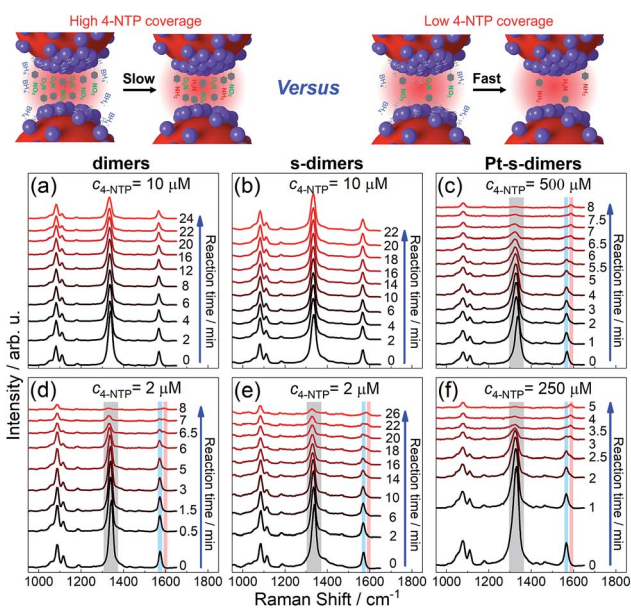 High 4-NTP coverage
Low 4-NTP coverage
Slow
Versus
Fast
dimers
s-dimers
Pt-s-dimers
(a)
c4-NTP= 10 µM
24
22
20
16
12
8
6
4
2
0
Reaction time / min
(b)
c4-NTP= 10 µM
22
20
18
16
14
10
6
4
2
0
Reaction time / min
(c)
c4-NTP= 500 µM
8
7.5
7
6.5
6
5.5
5
4
3
2
1
0
Reaction time / min
Intensity / arb. u.
(d)
c4-NTP= 2 µM
8
7
6.5
6
5
3
1.5
0.5
0
Reaction time / min
(e)
c4-NTP= 2 µM
26
22
20
18
16
14
10
6
2
0
Reaction time / min
(f)
c4-NTP= 250 µM
5
4
3.5
3
2.5
2
1
0
Reaction time / min
1000 1200 1400 1600 1800
1000 1200 1400 1600 1800
1000 1200 1400 1600 1800
Raman Shift / cm-1